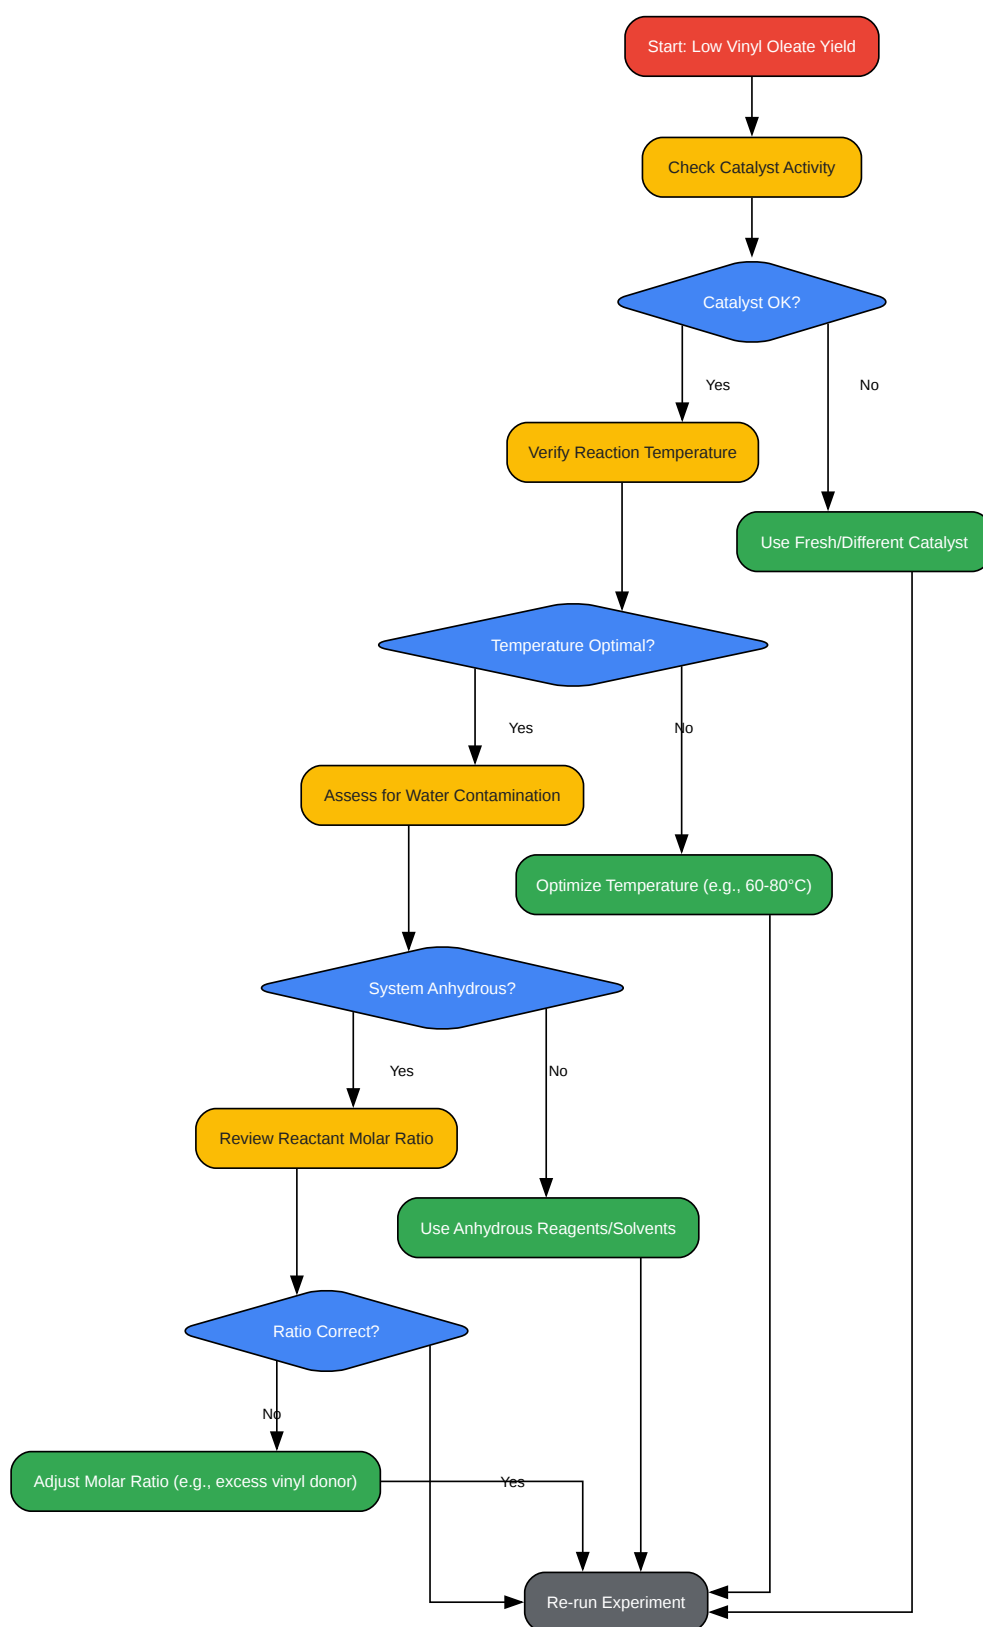 Start: Low Vinyl Oleate Yield
Check Catalyst Activity
Catalyst OK?
Yes
No
Verify Reaction Temperature
Use Fresh/Different Catalyst
Temperature Optimal?
Yes
No
Assess for Water Contamination
Optimize Temperature (e.g., 60-80°C)
System Anhydrous?
Yes
No
Review Reactant Molar Ratio
Use Anhydrous Reagents/Solvents
Ratio Correct?
No
Adjust Molar Ratio (e.g., excess vinyl donor)
Yes
Re-run Experiment